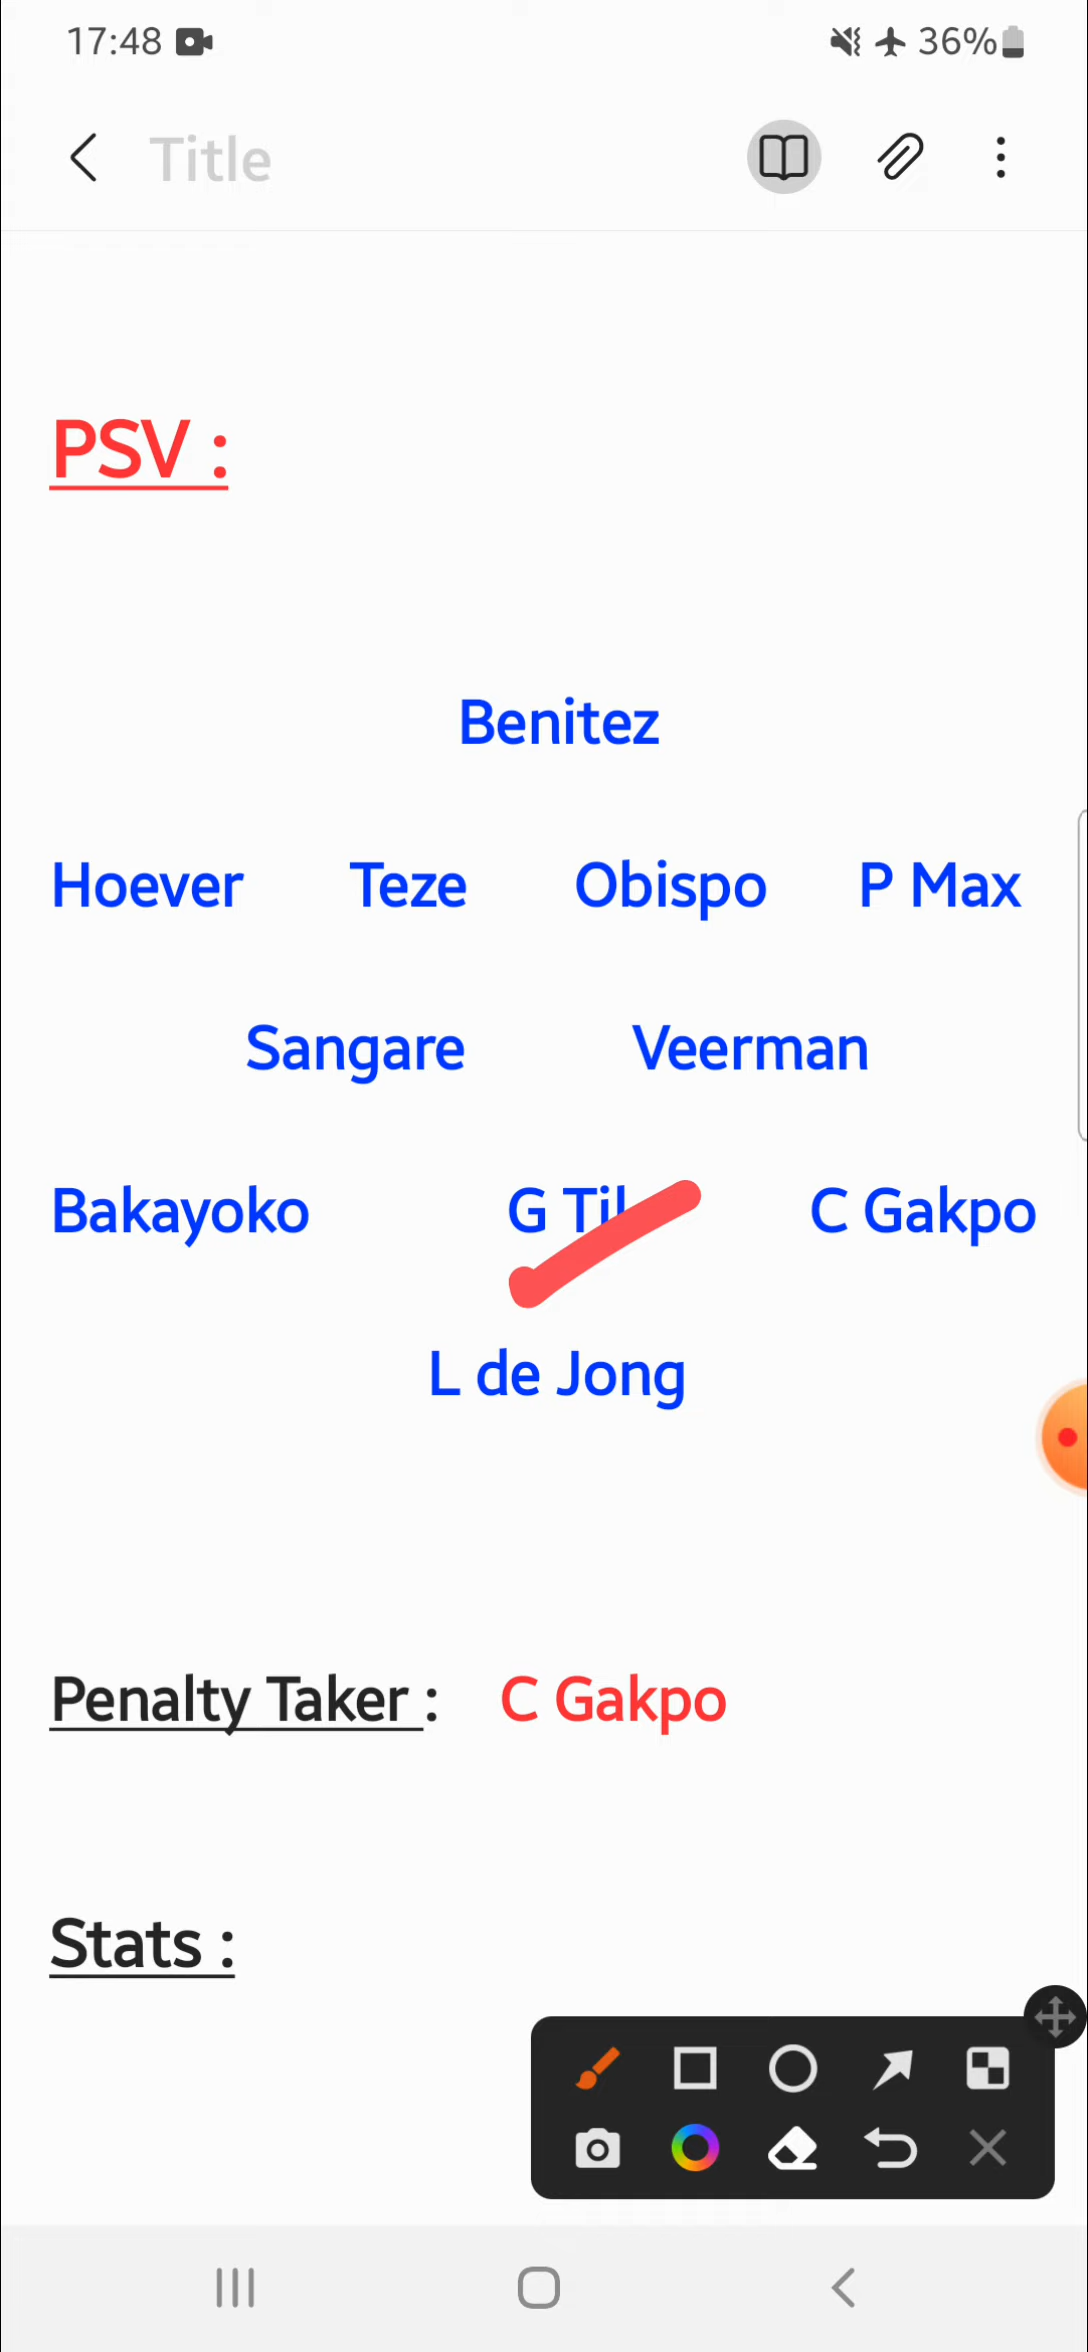 17:48 36%
Title
PSV :
Benitez
Hoever Teze Obispo P Max
Sangare Veerman
Bakayoko G Til C Gakpo
L de Jong
Penalty Taker : C Gakpo
Stats :